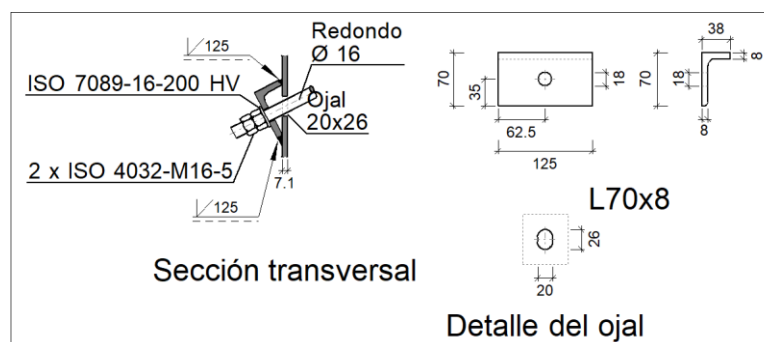 125
Redondo
Ø 16
ISO 7089-16-200 HV
Ojal
20x26
2 x ISO 4032-M16-5
7.1
125
Sección transversal
38
8
70
35
18
62.5
125
70
18
8
L70x8
26
20
Detalle del ojal